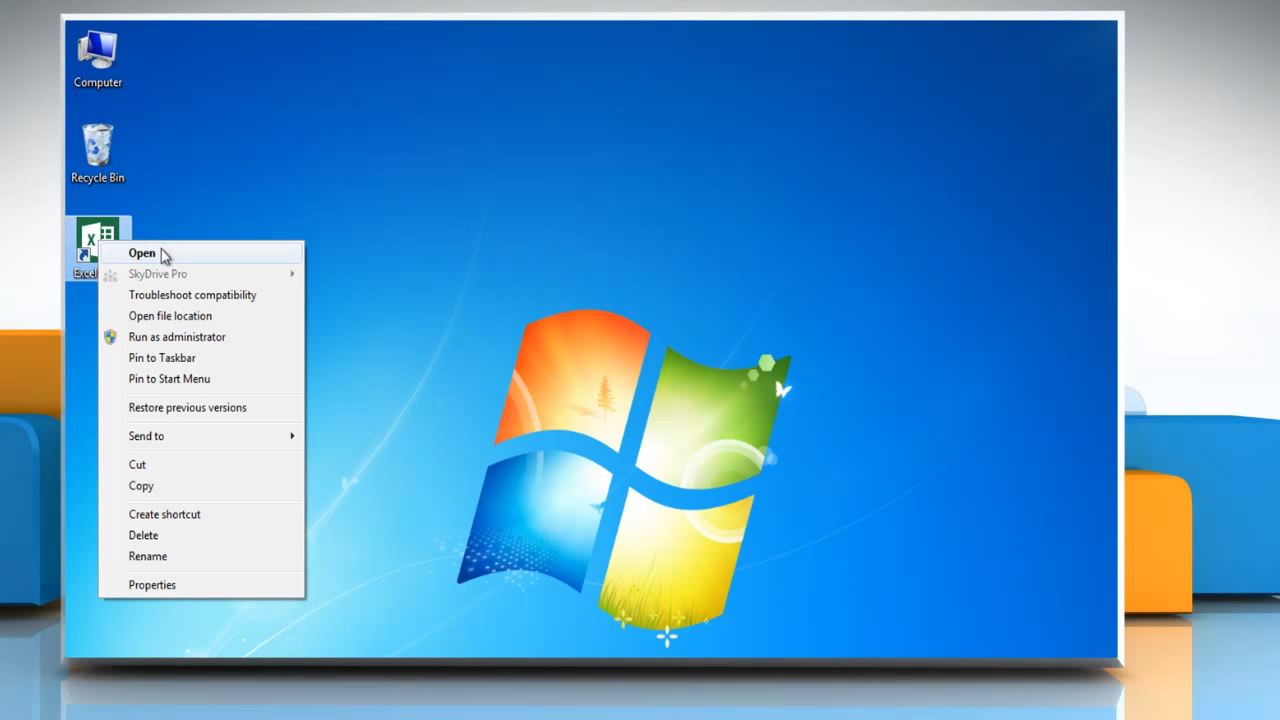 Computer
Recycle Bin
Excel
Open
SkyDrive Pro
Troubleshoot compatibility
Open file location
Run as administrator
Pin to Taskbar
Pin to Start Menu
Restore previous versions
Send to
Cut
Copy
Create shortcut
Delete
Rename
Properties